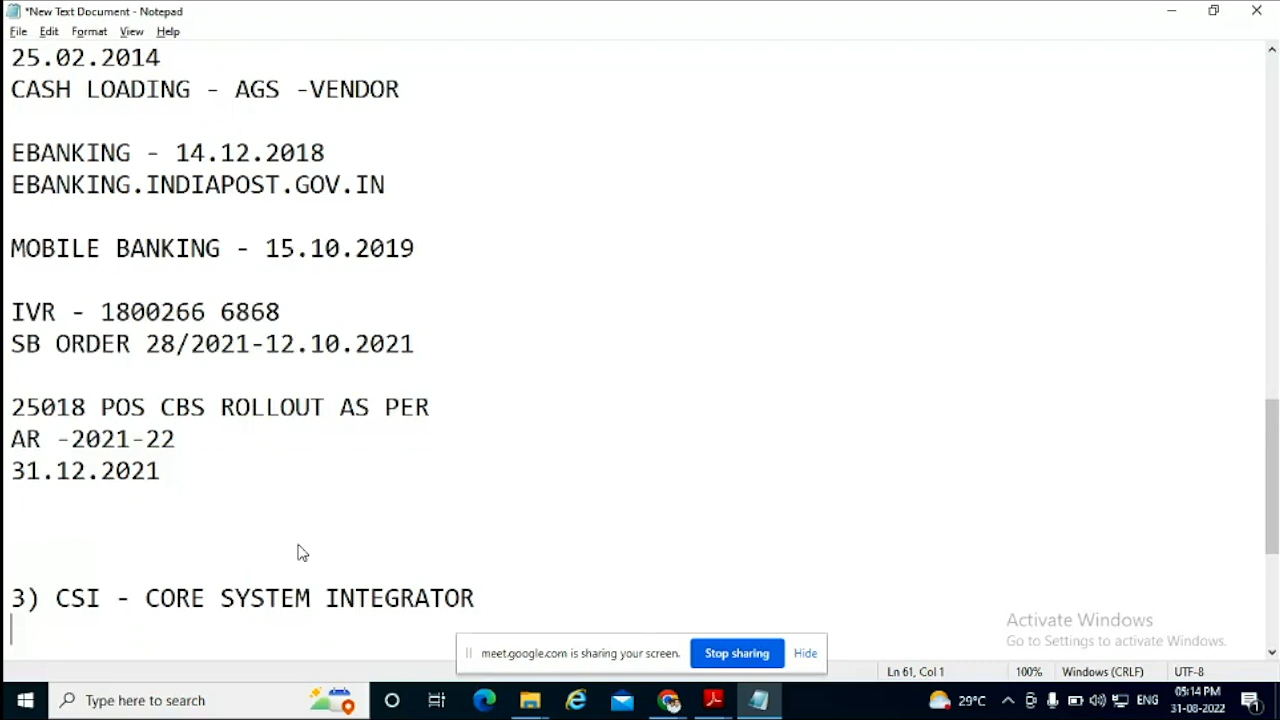 *New Text Document - Notepad
File Edit Format View Help
25.02.2014
CASH LOADING - AGS -VENDOR
EBANKING - 14.12.2018
EBANKING.INDIAPOST.GOV.IN
MOBILE BANKING - 15.10.2019
IVR - 1800266 6868
SB ORDER 28/2021-12.10.2021
25018 POS CBS ROLLOUT AS PER
AR -2021-22
31.12.2021
3) CSI - CORE SYSTEM INTEGRATOR
Activate Windows
Go to Settings to activate Windows.
meet.google.com is sharing your screen. Stop sharing Hide
Ln 61, Col 1 100% Windows (CRLF) UTF-8
Type here to search 29°C ENG 05:14 PM
31-08-2022 1